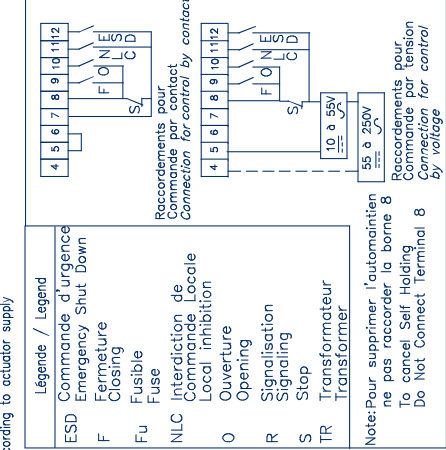 cording to actuator supply
Légende / Legend
ESD Commande d'urgence
Emergency Shut Down
F Fermeture
Closing
Fu Fusible
Fuse
NLC Interdiction de
Commande Locale
Local inhibition
O Ouverture
Opening
R Signalisation
Signaling
S Stop
TR Transformateur
Transformer
4 5 6 7 8 9 10 11 12
S/
F O NLC ESD
Raccordements pour
Commande par contact
Connection for control by contact
4 5 6 7 8 9 10 11 12
S/
F O NLC ESD
10 à 55V
55 à 250V
Raccordements pour
Commande par tension
Connection for control
by voltage
Note: Pour supprimer l'automaintien
ne pas raccorder la borne 8
To cancel Self Holding
Do Not Connect Terminal 8